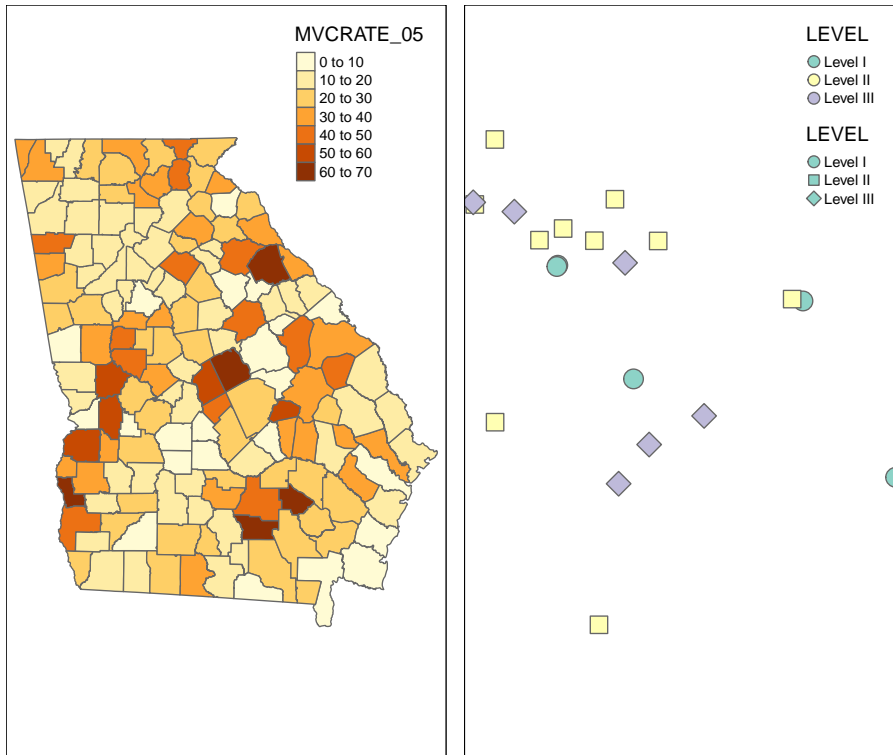 MVCRATE_05
0 to 10
10 to 20
20 to 30
30 to 40
40 to 50
50 to 60
60 to 70
LEVEL
Level I
Level II
Level III
LEVEL
Level I
Level II
Level III